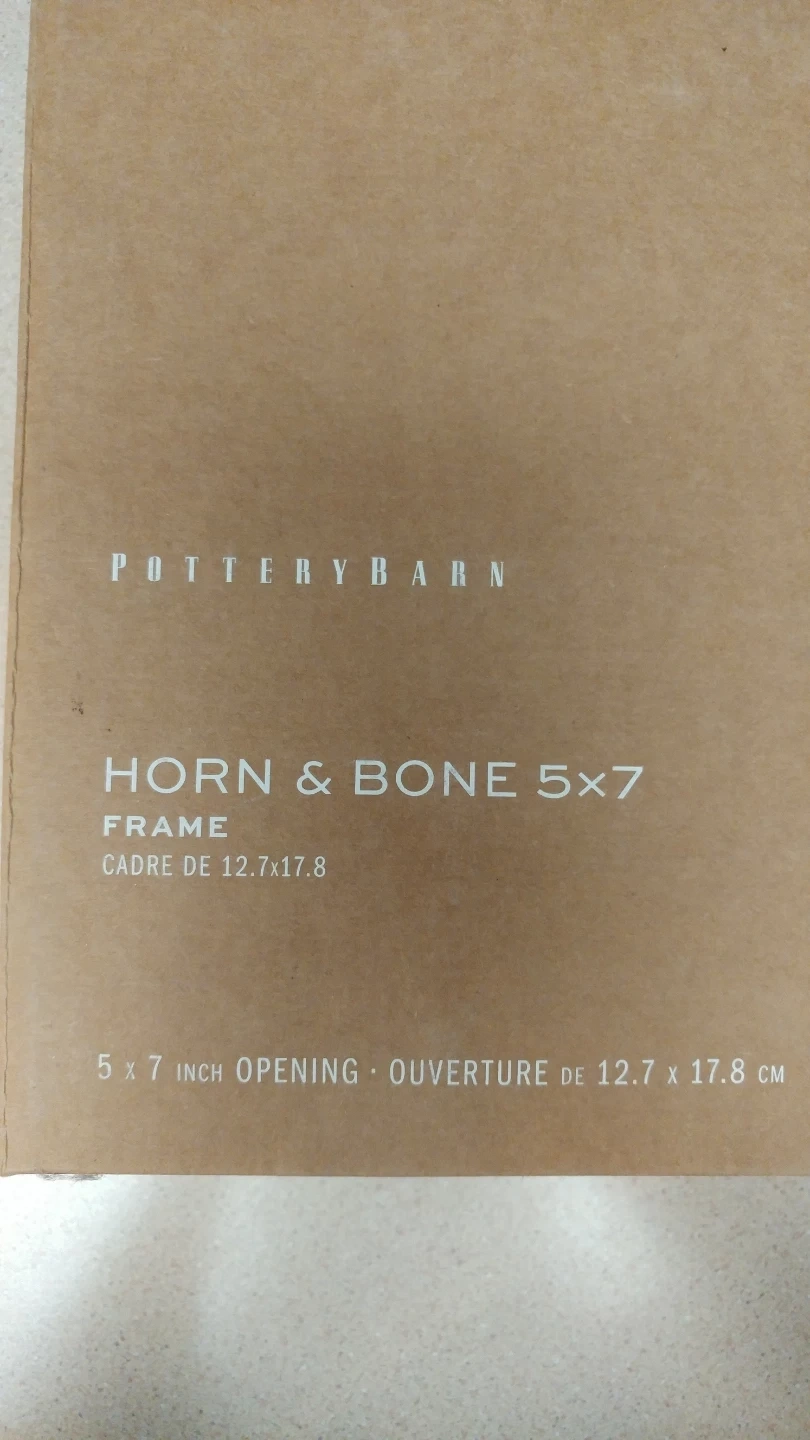 POTTERYBARN
HORN & BONE 5x7
FRAME
CADRE DE 12.7x17.8
5 x 7 INCH OPENING · OUVERTURE DE 12.7 x 17.8 CM